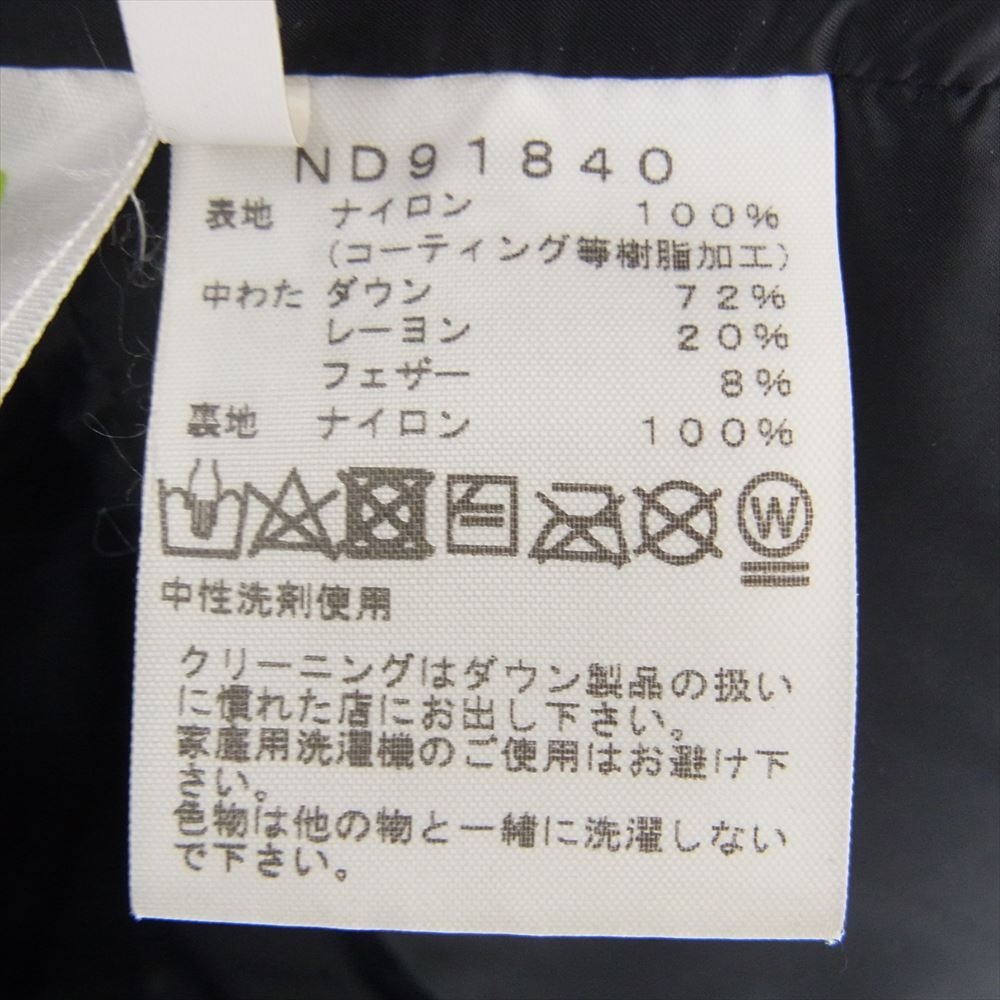 ND91840
表地 ナイロン 100%
(コーティング等樹脂加工)
中わた ダウン 72%
レーヨン 20%
フェザー 8%
裏地 ナイロン 100%
W
中性洗剤使用
クリーニングはダウン製品の扱い
に慣れた店にお出し下さい。
家庭用洗濯機のご使用はお避け下
さい。
色物は他の物と一緒に洗濯しない
で下さい。